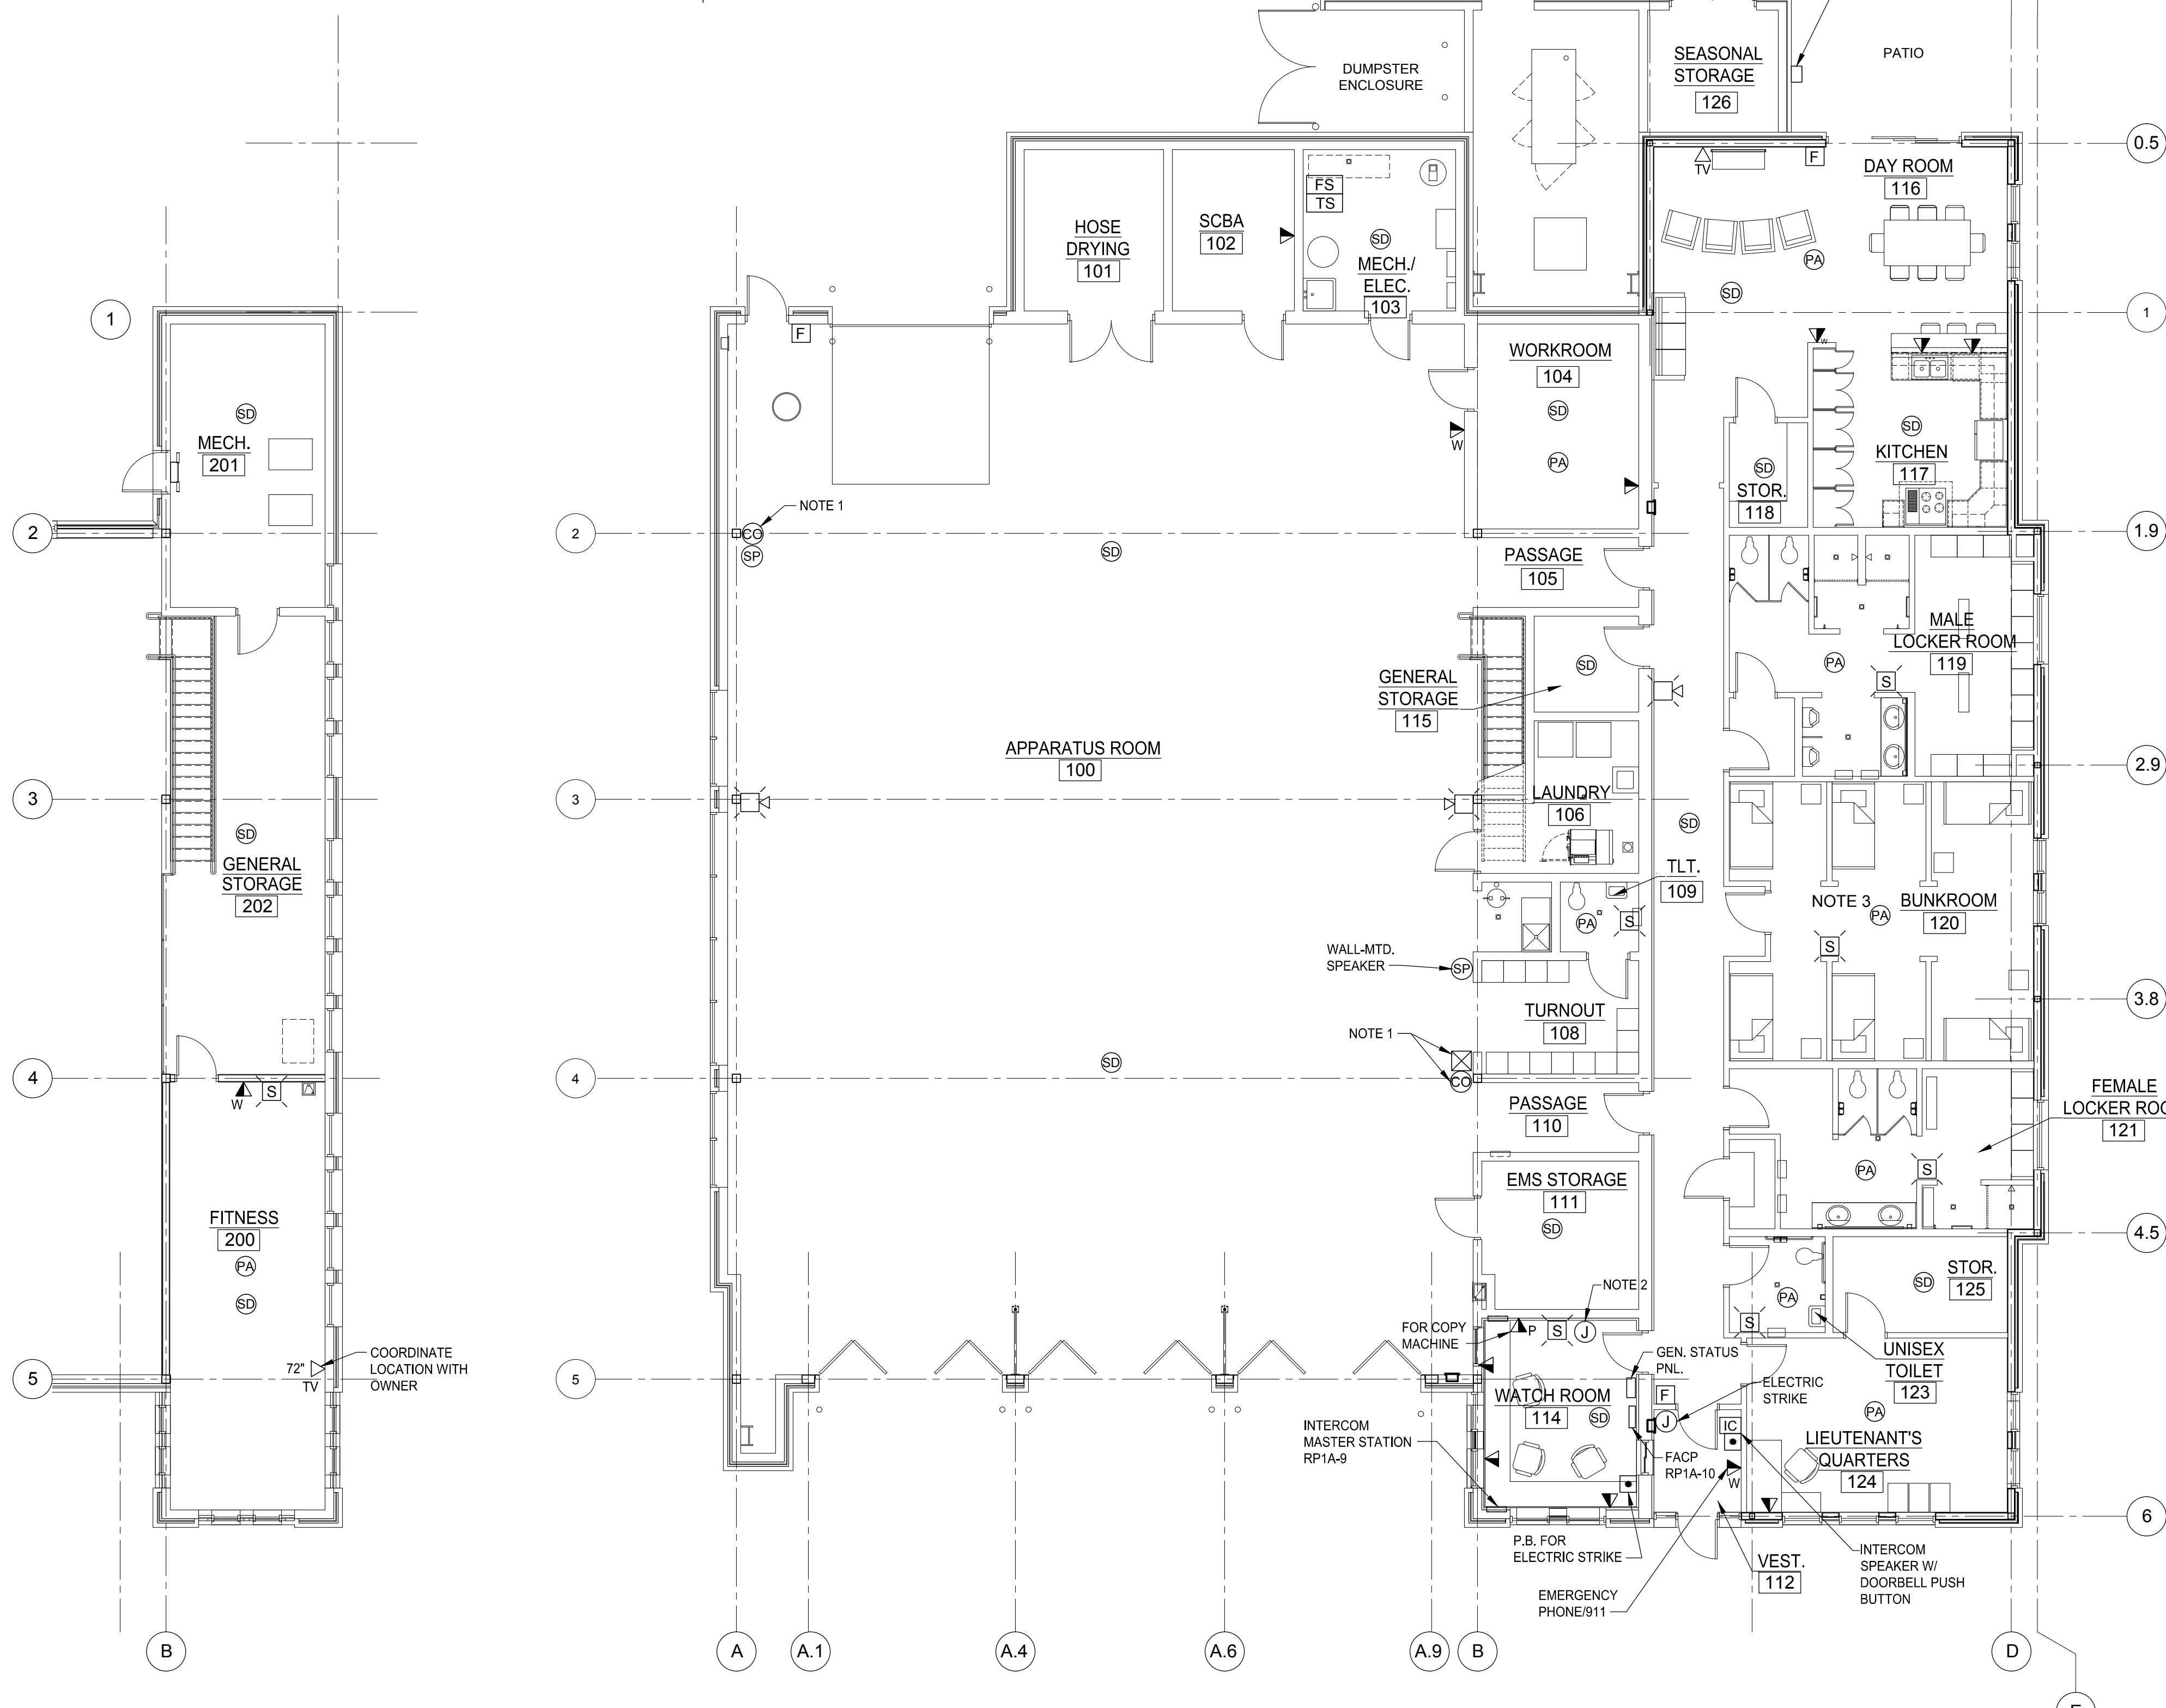 DUMPSTER
ENCLOSURE
SEASONAL
STORAGE
126
PATIO
0.5
TV
F
DAY ROOM
116
PA
SD
FS
TS
HOSE
DRYING
101
SCBA
102
SD
MECH./
ELEC.
103
1
F
1
WORKROOM
104
SD
PA
W
W
SD
KITCHEN
117
SD
STOR.
118
SD
MECH.
201
2
2
CO
SP
NOTE 1
SD
1.9
PASSAGE
105
SD
GENERAL
STORAGE
115
MALE
LOCKER ROOM
119
PA
S
APPARATUS ROOM
100
2.9
3
3
LAUNDRY
106
SD
SD
GENERAL
STORAGE
202
TLT.
109
PA
S
NOTE 3
PA
BUNKROOM
120
S
WALL-MTD.
SPEAKER
SP
TURNOUT
108
NOTE 1
CO
3.8
4
W
S
4
SD
PASSAGE
110
FEMALE
LOCKER ROO
121
PA
S
EMS STORAGE
111
SD
FITNESS
200
PA
SD
4.5
STOR.
125
SD
PA
S
UNISEX
TOILET
123
NOTE 2
FOR COPY
MACHINE
P
S
J
GEN. STATUS
PNL.
ELECTRIC
STRIKE
F
J
5
72"
TV
COORDINATE
LOCATION WITH
OWNER
5
WATCH ROOM
114
SD
INTERCOM
MASTER STATION
RP1A-9
FACP
RP1A-10
IC
W
PA
LIEUTENANT'S
QUARTERS
124
6
P.B. FOR
ELECTRIC STRIKE
VEST.
112
INTERCOM
SPEAKER W/
DOORBELL PUSH
BUTTON
EMERGENCY
PHONE/911
B
A
A.1
A.4
A.6
A.9
B
D